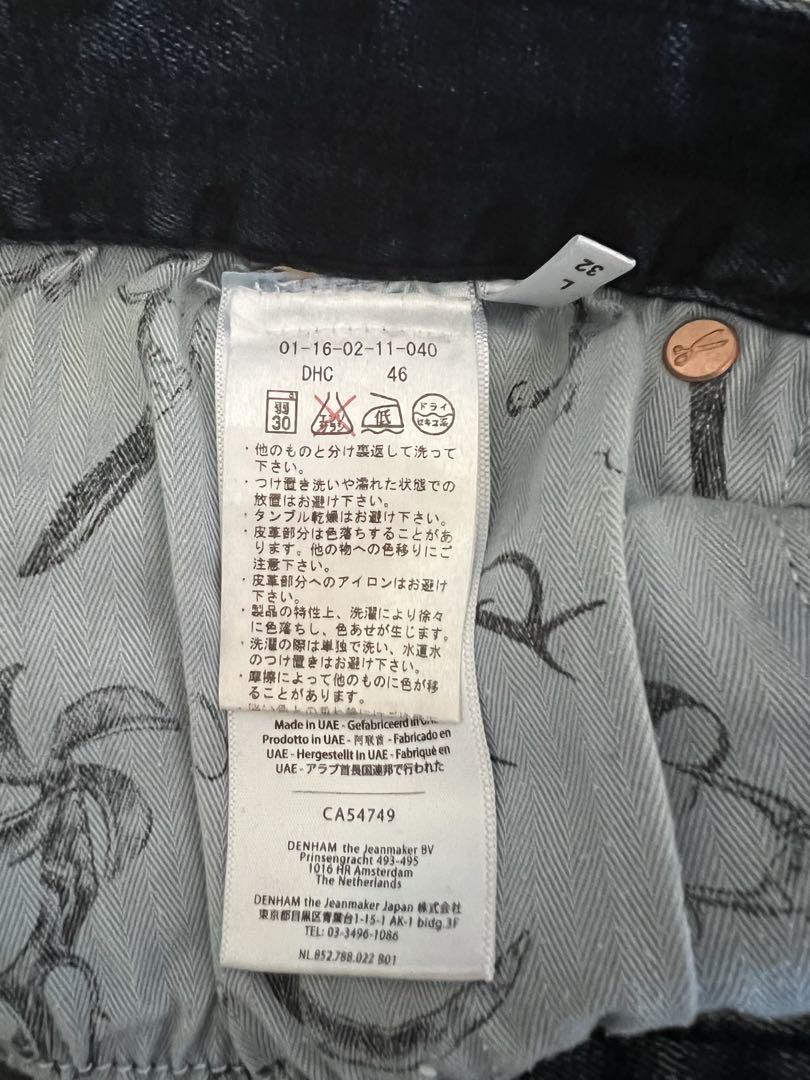 L
32
01-16-02-11-040
DHC 46
弱
30
エンソ
サラシ
低
ドライ
セキユ系
・他のものと分け裏返して洗って
下さい。
・つけ置き洗いや濡れた状態での
放置はお避け下さい。
・タンブル乾燥はお避け下さい。
・皮革部分は色落ちすることがあ
ります。他の物への色移りにご
注意下さい。
・皮革部分へのアイロンはお避け
下さい。
・製品の特性上、洗濯により徐々
に色落ちし、色あせが生じます。
・洗濯の際は単独で洗い、水道水
のつけ置きはお避け下さい。
・摩擦によって他のものに色が移
ることがあります。
Made in UAE - Gefabriceerd in
Prodotto in UAE - 阿联酋 - Fabricado en
UAE - Hergestellt in UAE - Fabriqué en
UAE - アラブ首長国連邦で行われた
CA54749
DENHAM the Jeanmaker BV
Prinsengracht 493-495
1016 HR Amsterdam
The Netherlands
DENHAM the Jeanmaker Japan 株式会社
東京都目黒区青葉台1-15-1 AK-1 bidg.3F
TEL: 03-3496-1086
NL.852.788.022 B01